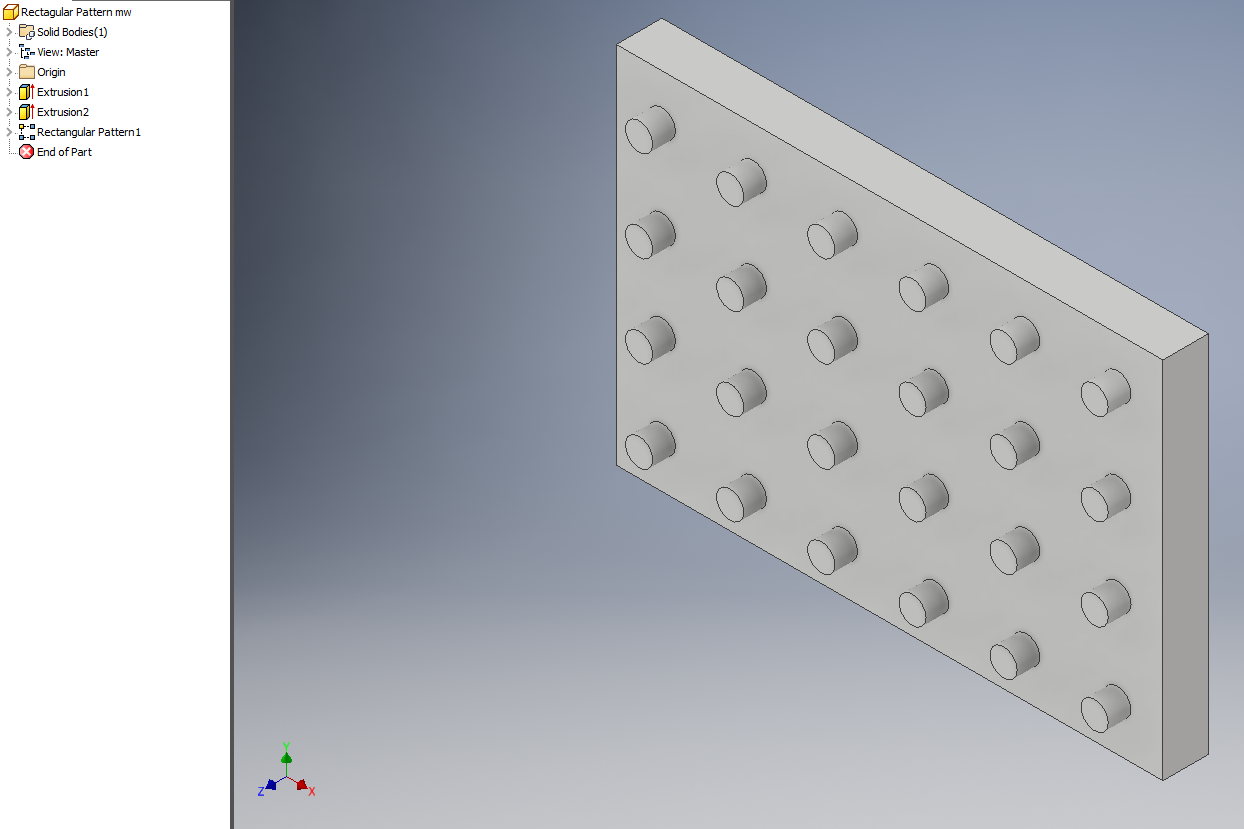 Rectagular Pattern mw
Solid Bodies(1)
View: Master
Origin
Extrusion1
Extrusion2
Rectangular Pattern1
End of Part
Y
Z
X